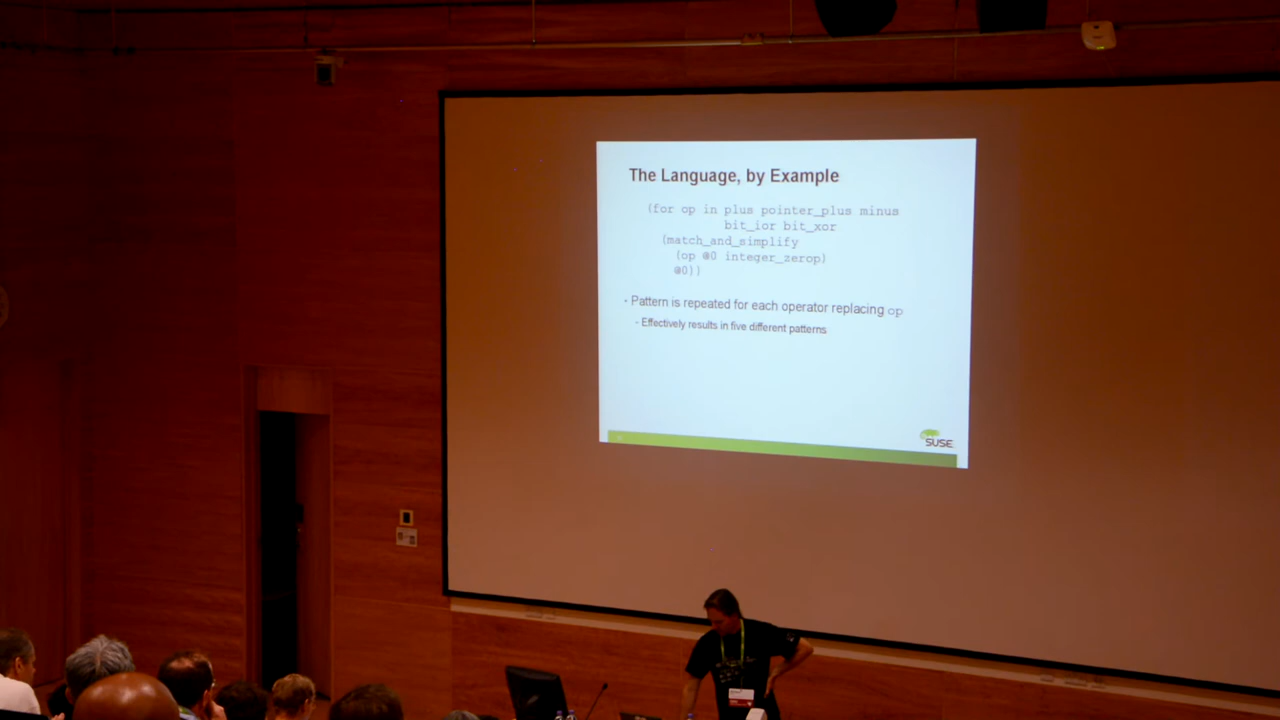 The Language, by Example
(for op in plus pointer_plus minus
bit_ior bit_xor
(match_and_simplify
(op @0 integer_zerop)
@0))
- Pattern is repeated for each operator replacing op
- Effectively results in five different patterns
SUSE